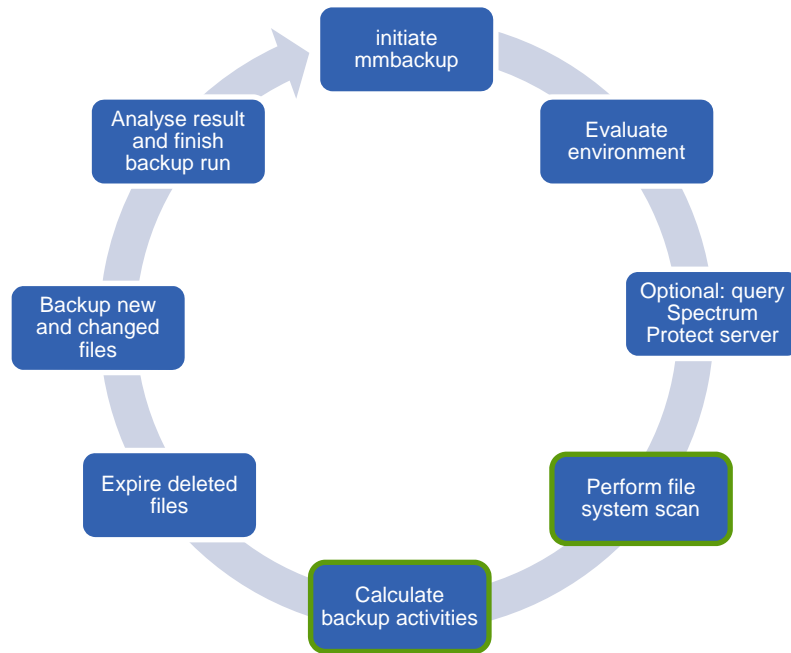 initiate
mmbackup
Evaluate
environment
Optional: query
Spectrum
Protect server
Perform file
system scan
Calculate
backup activities
Expire deleted
files
Backup new
and changed
files
Analyse result
and finish
backup run